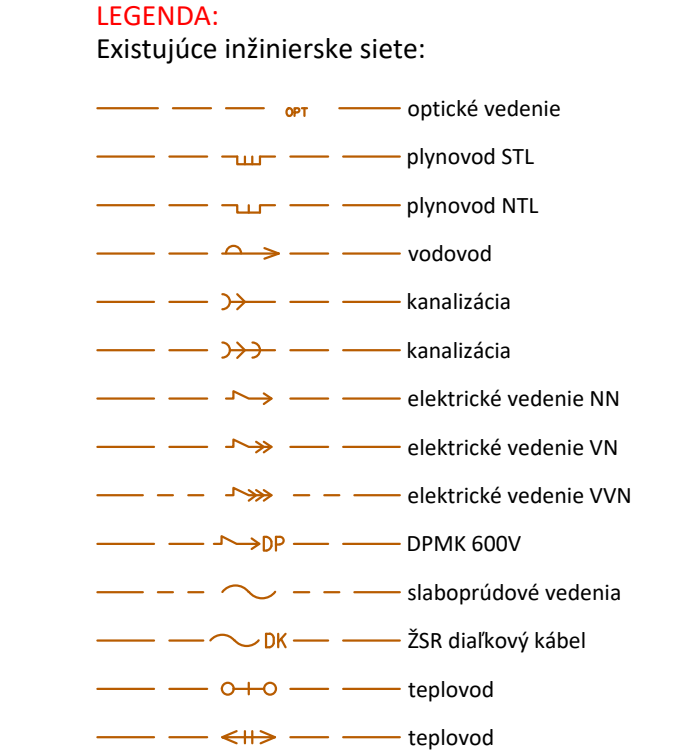 LEGENDA:
Existujúce inžinierske siete:
OPT optické vedenie
plynovod STL
plynovod NTL
vodovod
kanalizácia
kanalizácia
elektrické vedenie NN
elektrické vedenie VN
elektrické vedenie VVN
DP DPMK 600V
slaboprúdové vedenia
DK ŽSR diaľkový kábel
teplovod
teplovod